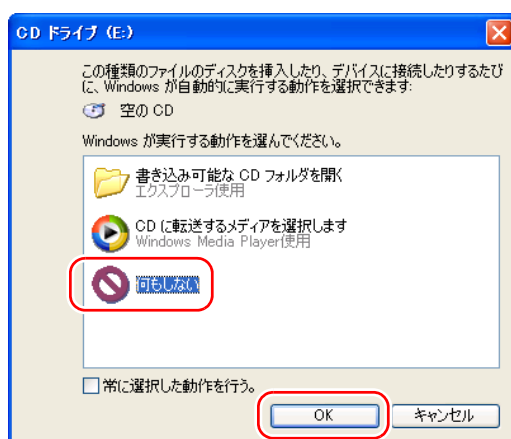 CD ドライブ (E:)
この種類のファイルのディスクを挿入したり、デバイスに接続したりするたび
に、Windows が自動的に実行する動作を選択できます:
空の CD
Windows が実行する動作を選んでください。
書き込み可能な CD フォルダを開く
エクスプローラ使用
CD に転送するメディアを選択します
Windows Media Player使用
何もしない
常に選択した動作を行う。
OK
キャンセル